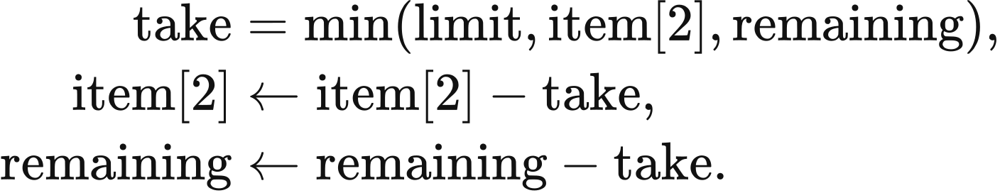 take = min(limit, item[2], remaining),
item[2] ← item[2] − take,
remaining ← remaining − take.